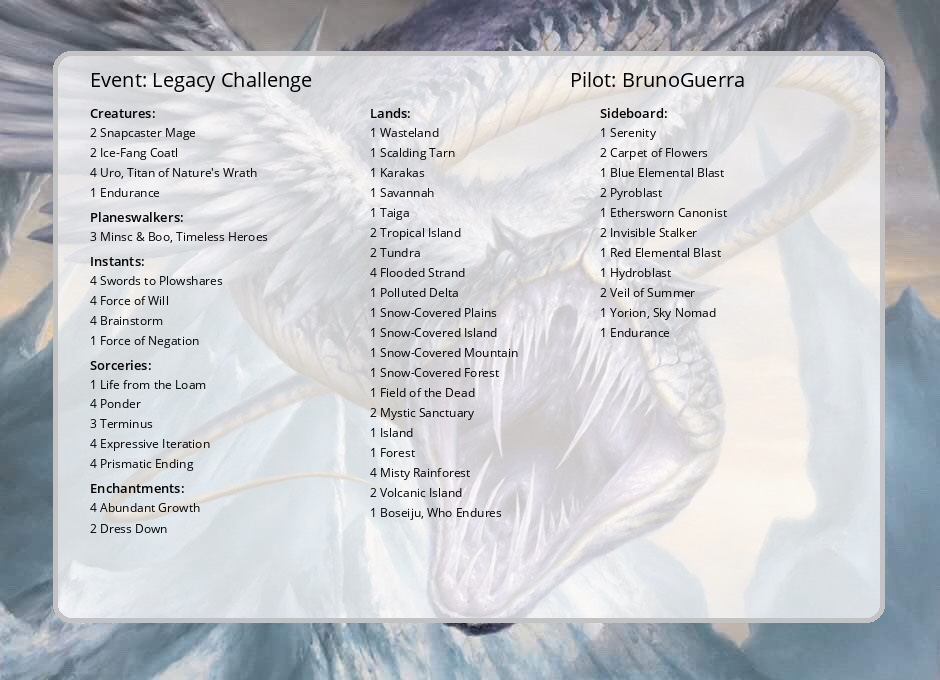 Event: Legacy Challenge
Pilot: BrunoGuerra
Creatures:
2 Snapcaster Mage
2 Ice-Fang Coatl
4 Uro, Titan of Nature's Wrath
1 Endurance
Planeswalkers:
3 Minsc & Boo, Timeless Heroes
Instants:
4 Swords to Plowshares
4 Force of Will
4 Brainstorm
1 Force of Negation
Sorceries:
1 Life from the Loam
4 Ponder
3 Terminus
4 Expressive Iteration
4 Prismatic Ending
Enchantments:
4 Abundant Growth
2 Dress Down
Lands:
1 Wasteland
1 Scalding Tarn
1 Karakas
1 Savannah
1 Taiga
2 Tropical Island
2 Tundra
4 Flooded Strand
1 Polluted Delta
1 Snow-Covered Plains
1 Snow-Covered Island
1 Snow-Covered Mountain
1 Snow-Covered Forest
1 Field of the Dead
2 Mystic Sanctuary
1 Island
1 Forest
4 Misty Rainforest
2 Volcanic Island
1 Boseiju, Who Endures
Sideboard:
1 Serenity
2 Carpet of Flowers
1 Blue Elemental Blast
2 Pyroblast
1 Ethersworn Canonist
2 Invisible Stalker
1 Red Elemental Blast
1 Hydroblast
2 Veil of Summer
1 Yorion, Sky Nomad
1 Endurance